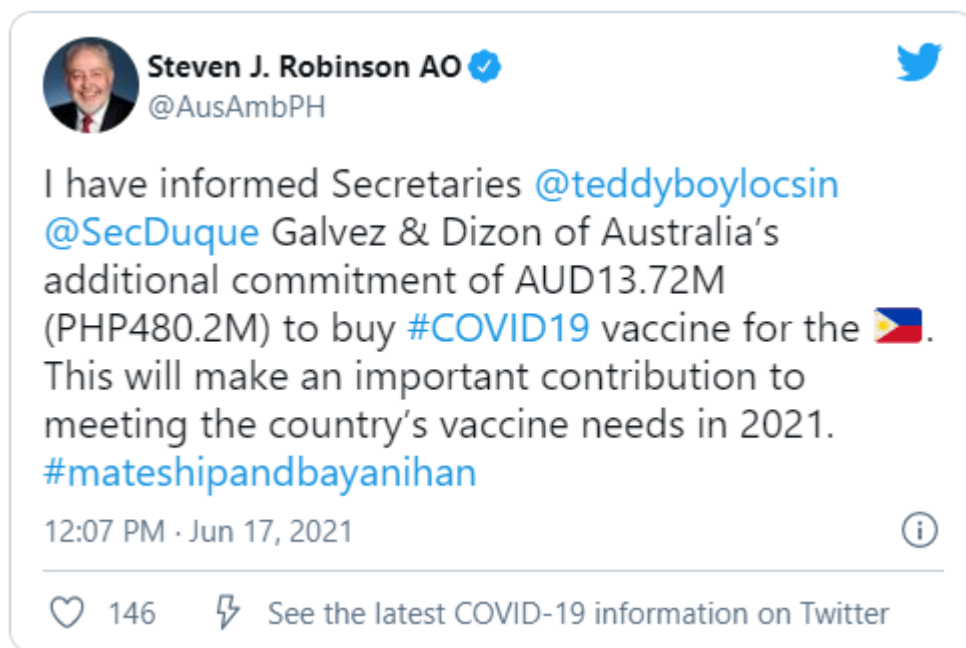 Steven J. Robinson AO
@AusAmbPH
I have informed Secretaries @teddyboylocsin
@SecDuque Galvez & Dizon of Australia’s
additional commitment of AUD13.72M
(PHP480.2M) to buy #COVID19 vaccine for the 🇵🇭.
This will make an important contribution to
meeting the country’s vaccine needs in 2021.
#mateshipandbayanihan
12:07 PM · Jun 17, 2021
146 See the latest COVID-19 information on Twitter